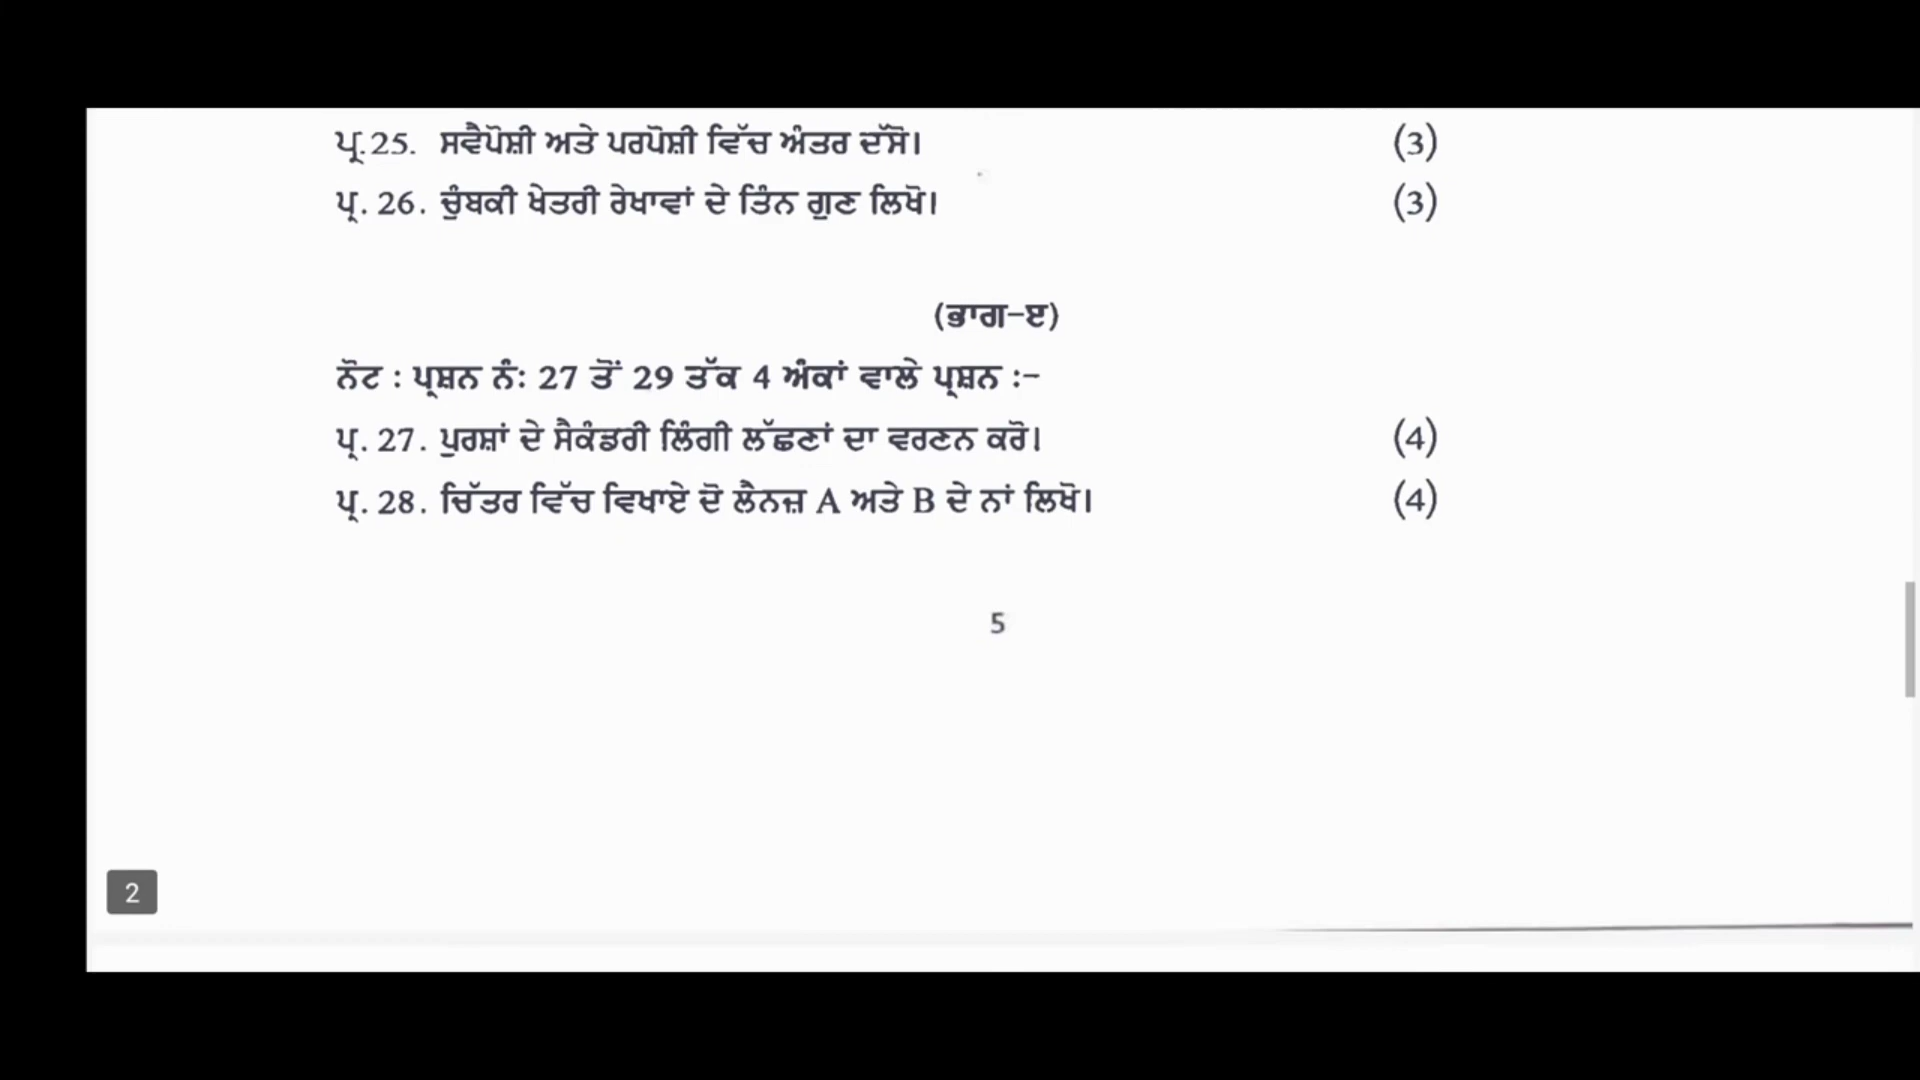 ਪ੍ਰ.25. ਸਵੈਪੋਸ਼ੀ ਅਤੇ ਪਰਪੋਸ਼ੀ ਵਿੱਚ ਅੰਤਰ ਦੱਸੋ। (3)
ਪ੍ਰ. 26. ਚੁੰਬਕੀ ਖੇਤਰੀ ਰੇਖਾਵਾਂ ਦੇ ਤਿੰਨ ਗੁਣ ਲਿਖੋ। (3)
(ਭਾਗ-ੲ)
ਨੋਟ : ਪ੍ਰਸ਼ਨ ਨੰ: 27 ਤੋਂ 29 ਤੱਕ 4 ਅੰਕਾਂ ਵਾਲੇ ਪ੍ਰਸ਼ਨ :-
ਪ੍ਰ. 27. ਪੁਰਸ਼ਾਂ ਦੇ ਸੈਕੰਡਰੀ ਲਿੰਗੀ ਲੱਛਣਾਂ ਦਾ ਵਰਣਨ ਕਰੋ। (4)
ਪ੍ਰ. 28. ਚਿੱਤਰ ਵਿੱਚ ਵਿਖਾਏ ਦੋ ਲੈਨਜ਼ A ਅਤੇ B ਦੇ ਨਾਂ ਲਿਖੋ। (4)
5
2